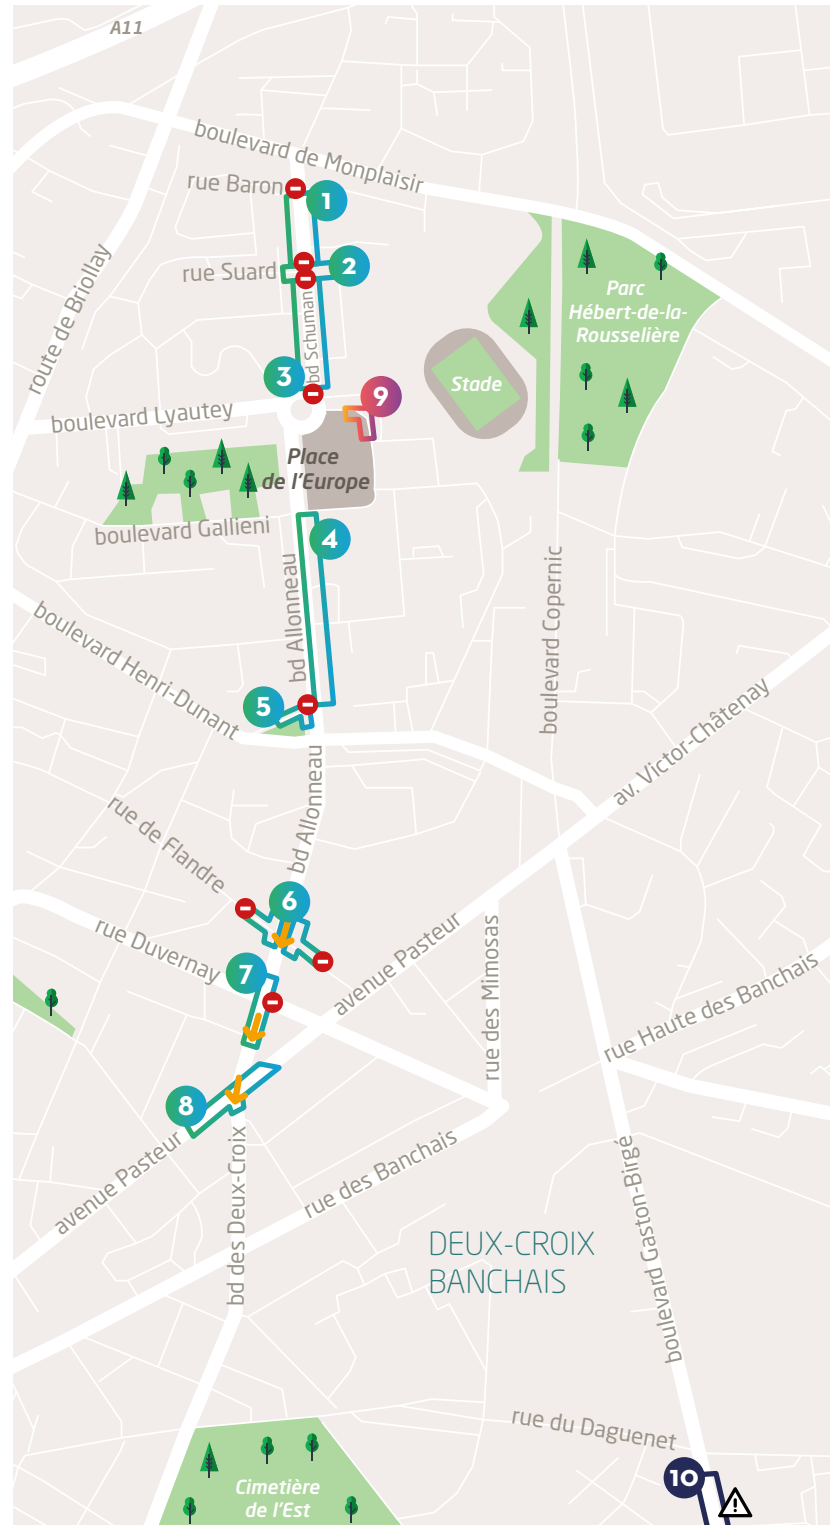 A11
boulevard de Monplaisir
rue Baron
1
rue Suard
2
route de Briollay
bd Schuman
Parc
Hébert-de-la-
Rousselière
3
Stade
9
boulevard Lyautey
Place
de l'Europe
boulevard Gallieni
4
bd Allonneau
boulevard Copernic
boulevard Henri-Dunant
5
av. Victor-Châtenay
bd Allonneau
rue de Flandre
6
rue Duvernay
7
avenue Pasteur
rue des Mimosas
rue Haute des Banchais
8
avenue Pasteur
bd des Deux-Croix
rue des Banchais
boulevard Gaston-Birgé
DEUX-CROIX
BANCHAIS
rue du Daguenet
10
!
Cimetière
de l'Est